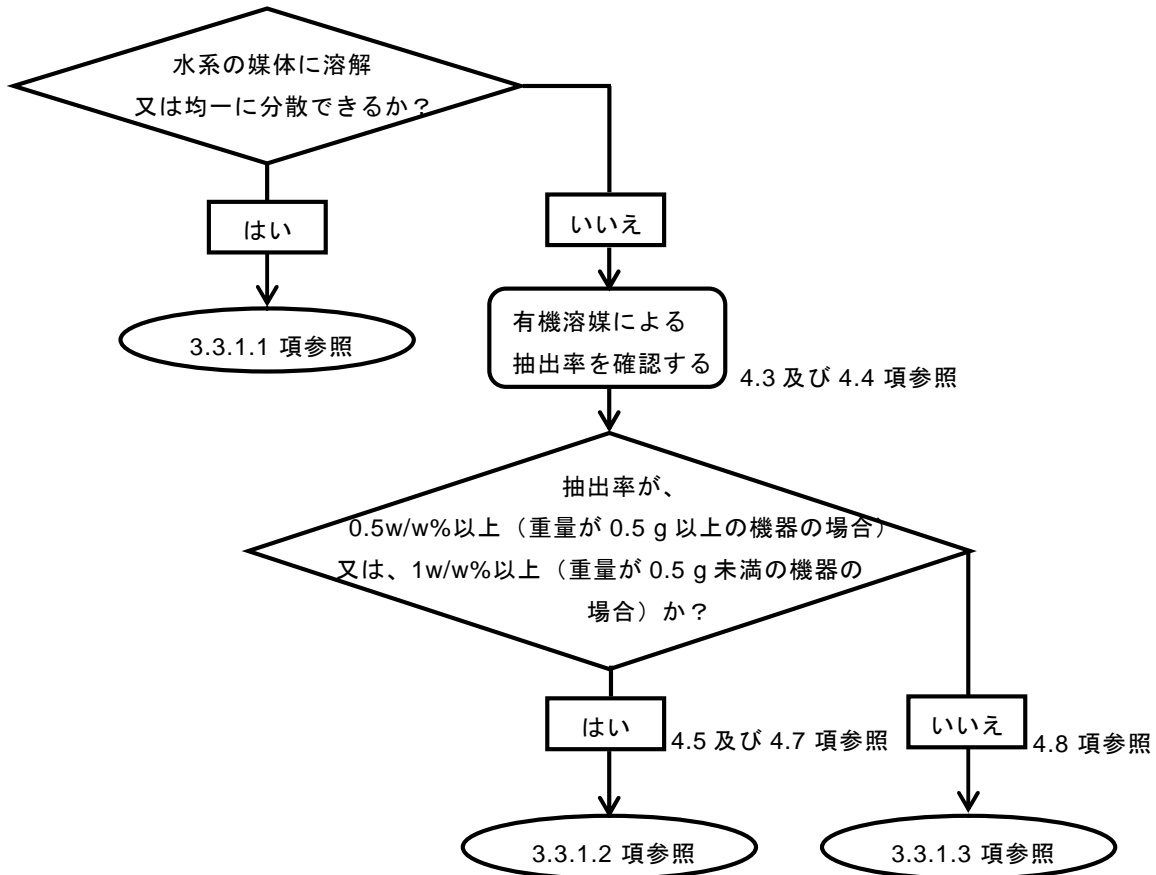 水系の媒体に溶解
又は均一に分散できるか？
はい
いいえ
3.3.1.1 項参照
有機溶媒による
抽出率を確認する
4.3 及び 4.4 項参照
抽出率が、
0.5w/w%以上（重量が 0.5 g 以上の機器の場合）
又は、1w/w%以上（重量が 0.5 g 未満の機器の
場合）か？
はい
4.5 及び 4.7 項参照
いいえ
4.8 項参照
3.3.1.2 項参照
3.3.1.3 項参照